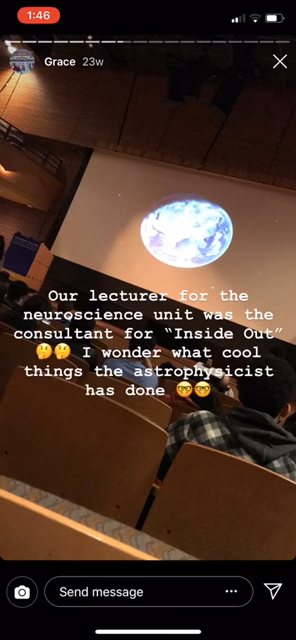 1:46
Grace 23w
Our lecturer for the
neuroscience unit was the
consultant for “Inside Out”
🤔🤔 I wonder what cool
things the astrophysicist
has done 🤓🤓
Send message